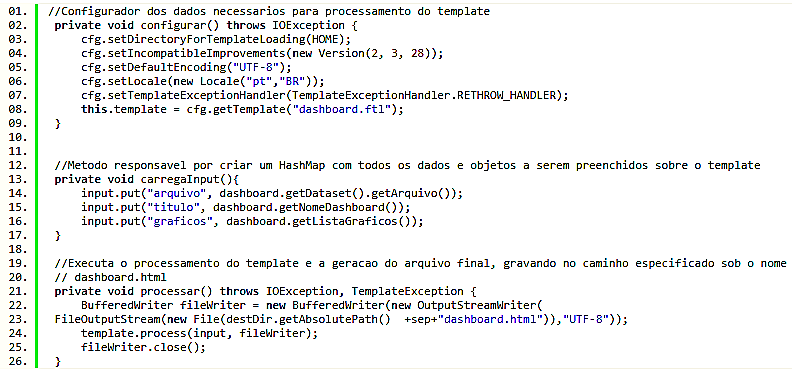 01. //Configurador dos dados necessarios para processamento do template
02. private void configurar() throws IOException {
03. cfg.setDirectoryForTemplateLoading(HOME);
04. cfg.setIncompatibleImprovements(new Version(2, 3, 28));
05. cfg.setDefaultEncoding("UTF-8");
06. cfg.setLocale(new Locale("pt","BR"));
07. cfg.setTemplateExceptionHandler(TemplateExceptionHandler.RETHROW_HANDLER);
08. this.template = cfg.getTemplate("dashboard.ftl");
09. }
10.
11.
12. //Metodo responsavel por criar um HashMap com todos os dados e objetos a serem preenchidos sobre o template
13. private void carregaInput(){
14. input.put("arquivo", dashboard.getDataset().getArquivo());
15. input.put("titulo", dashboard.getNomeDashboard());
16. input.put("graficos", dashboard.getListaGraficos());
17. }
18.
19. //Executa o processamento do template e a geracao do arquivo final, gravando no caminho especificado sob o nome
20. // dashboard.html
21. private void processar() throws IOException, TemplateException {
22. BufferedWriter fileWriter = new BufferedWriter(new OutputStreamWriter(
23. FileOutputStream(new File(destDir.getAbsolutePath() +sep+"dashboard.html")),"UTF-8"));
24. template.process(input, fileWriter);
25. fileWriter.close();
26. }